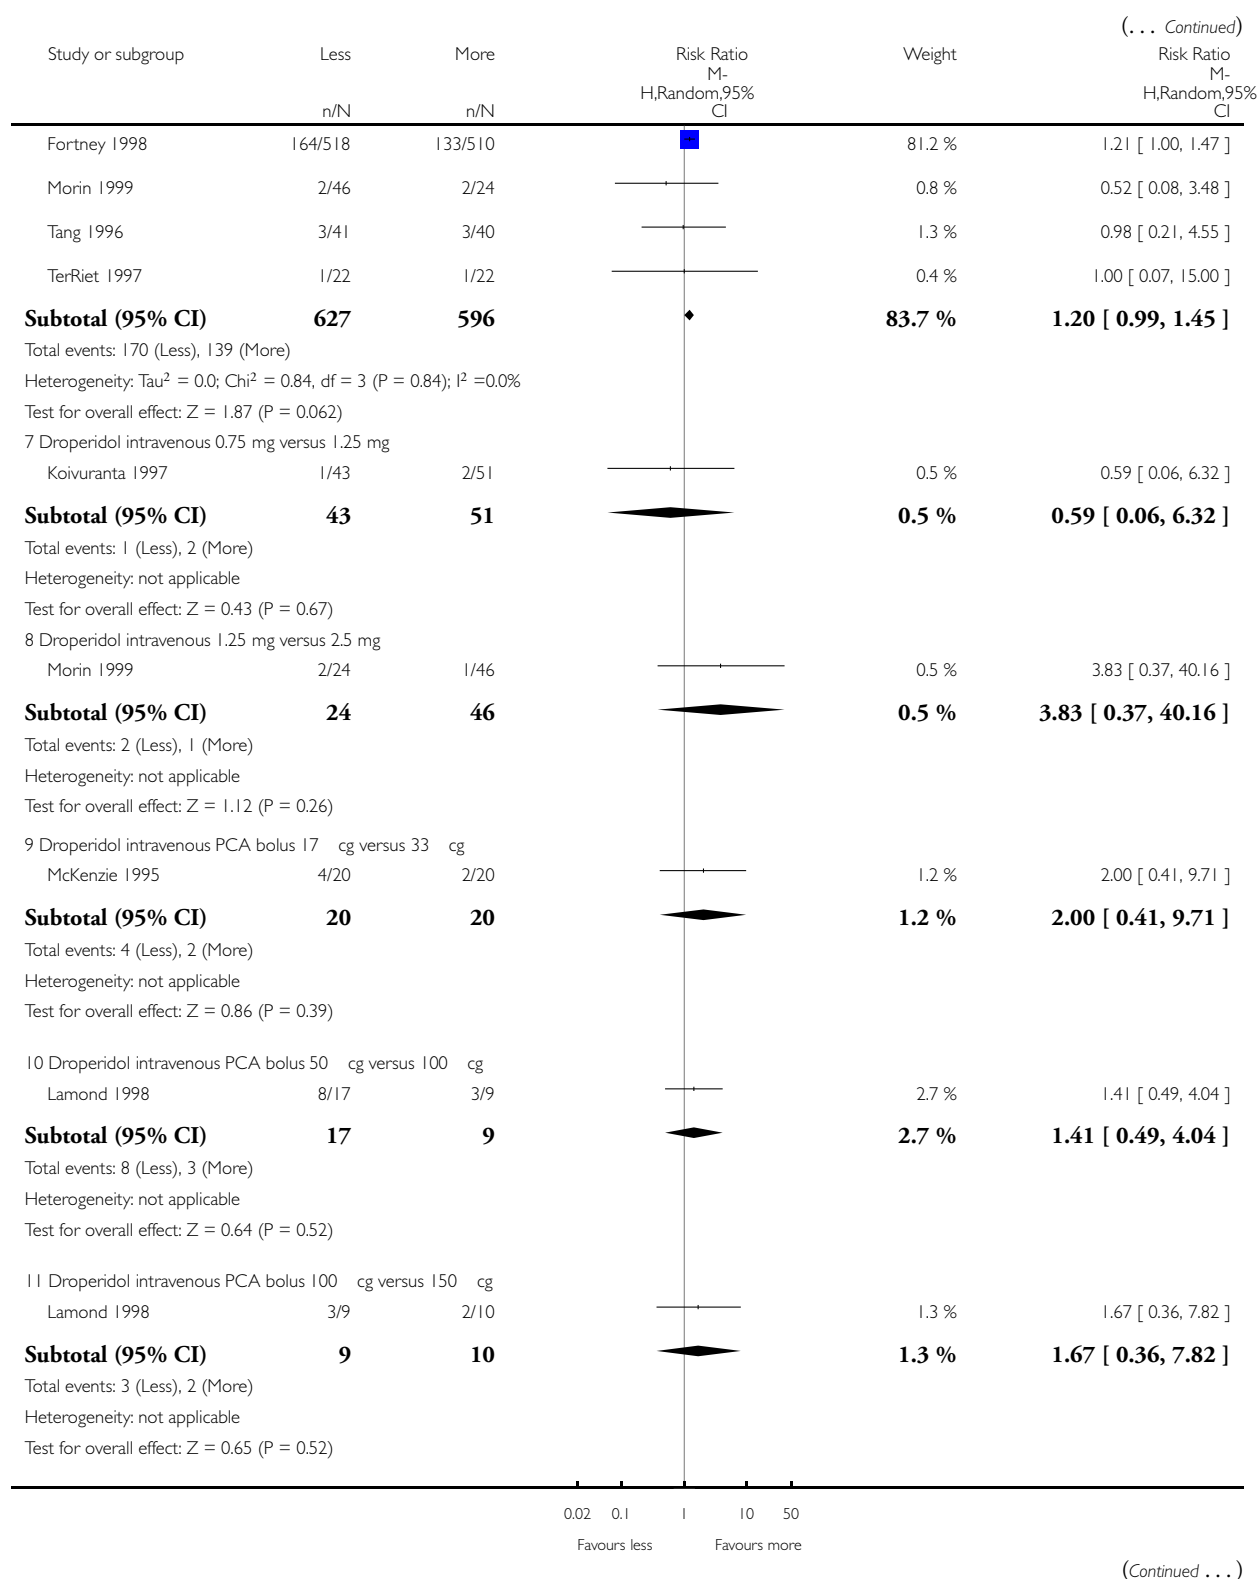 (... Continued)
Study or subgroup Less More Risk Ratio Weight Risk Ratio
M- M-
H,Random,95% H,Random,95%
n/N n/N CI CI
Fortney 1998 164/518 133/510 81.2 % 1.21 [ 1.00, 1.47 ]
Morin 1999 2/46 2/24 0.8 % 0.52 [ 0.08, 3.48 ]
Tang 1996 3/41 3/40 1.3 % 0.98 [ 0.21, 4.55 ]
TerRiet 1997 1/22 1/22 0.4 % 1.00 [ 0.07, 15.00 ]
Subtotal (95% CI) 627 596 83.7 % 1.20 [ 0.99, 1.45 ]
Total events: 170 (Less), 139 (More)
Heterogeneity: Tau² = 0.0; Chi² = 0.84, df = 3 (P = 0.84); I² =0.0%
Test for overall effect: Z = 1.87 (P = 0.062)
7 Droperidol intravenous 0.75 mg versus 1.25 mg
Koivuranta 1997 1/43 2/51 0.5 % 0.59 [ 0.06, 6.32 ]
Subtotal (95% CI) 43 51 0.5 % 0.59 [ 0.06, 6.32 ]
Total events: 1 (Less), 2 (More)
Heterogeneity: not applicable
Test for overall effect: Z = 0.43 (P = 0.67)
8 Droperidol intravenous 1.25 mg versus 2.5 mg
Morin 1999 2/24 1/46 0.5 % 3.83 [ 0.37, 40.16 ]
Subtotal (95% CI) 24 46 0.5 % 3.83 [ 0.37, 40.16 ]
Total events: 2 (Less), 1 (More)
Heterogeneity: not applicable
Test for overall effect: Z = 1.12 (P = 0.26)
9 Droperidol intravenous PCA bolus 17 cg versus 33 cg
McKenzie 1995 4/20 2/20 1.2 % 2.00 [ 0.41, 9.71 ]
Subtotal (95% CI) 20 20 1.2 % 2.00 [ 0.41, 9.71 ]
Total events: 4 (Less), 2 (More)
Heterogeneity: not applicable
Test for overall effect: Z = 0.86 (P = 0.39)
10 Droperidol intravenous PCA bolus 50 cg versus 100 cg
Lamond 1998 8/17 3/9 2.7 % 1.41 [ 0.49, 4.04 ]
Subtotal (95% CI) 17 9 2.7 % 1.41 [ 0.49, 4.04 ]
Total events: 8 (Less), 3 (More)
Heterogeneity: not applicable
Test for overall effect: Z = 0.64 (P = 0.52)
11 Droperidol intravenous PCA bolus 100 cg versus 150 cg
Lamond 1998 3/9 2/10 1.3 % 1.67 [ 0.36, 7.82 ]
Subtotal (95% CI) 9 10 1.3 % 1.67 [ 0.36, 7.82 ]
Total events: 3 (Less), 2 (More)
Heterogeneity: not applicable
Test for overall effect: Z = 0.65 (P = 0.52)
0.02 0.1 1 10 50
Favours less Favours more
(Continued ...)